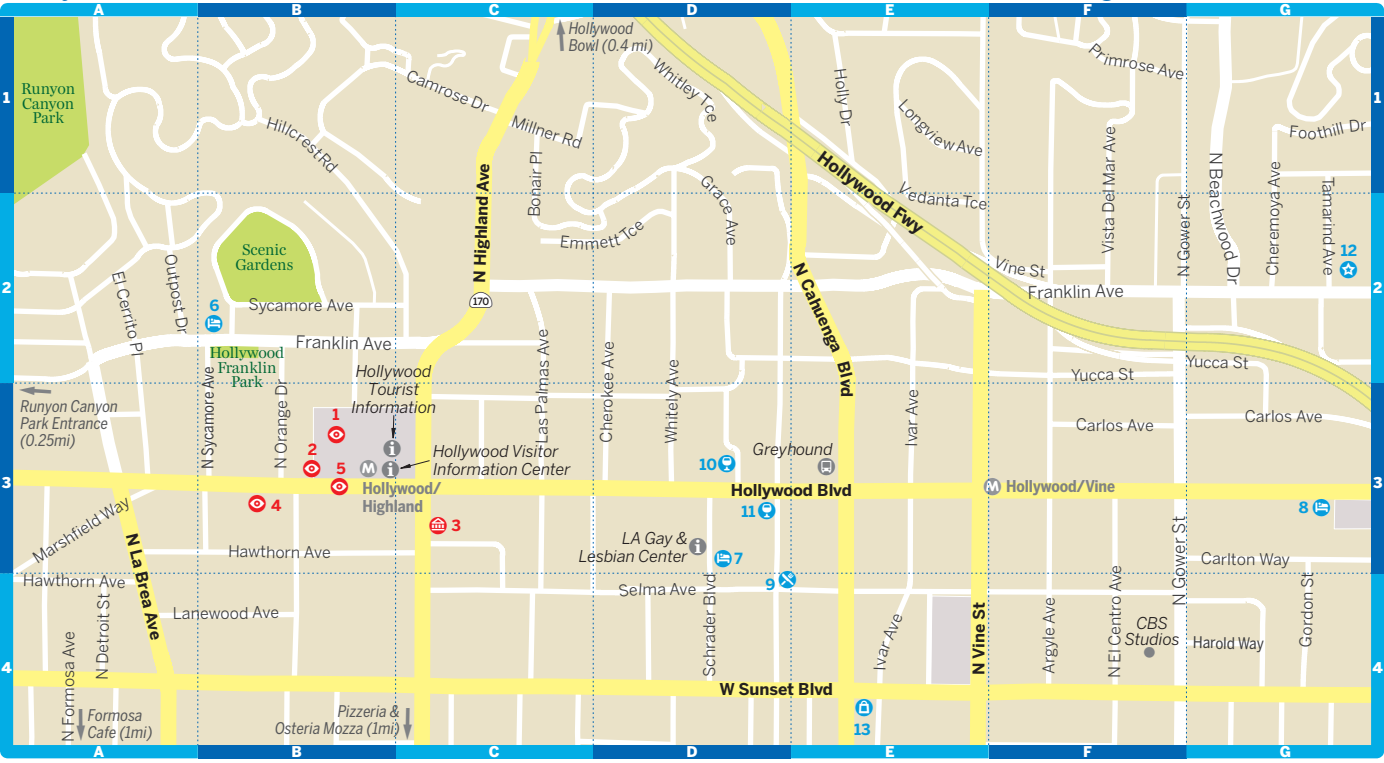 A B C D E F G
Hollywood
Bowl (0.4 mi)
Runyon
Canyon
Park
1
1
Camrose Dr
Millner Rd
Hillcrest Rd
Whitley Tce
Holly Dr
Longview Ave
Primrose Ave
Foothill Dr
N Highland Ave
Bonair Pl
Grace Ave
Emmett Tce
Hollywood Fwy
Vedanta Tce
Vista Del Mar Ave
N Gower St
N Beachwood Dr
Cheremoya Ave
Tamarind Ave
12
Scenic
Gardens
2
2
El Cerrito Pl
Outpost Dr
6
Sycamore Ave
170
N Cahuenga Blvd
Vine St
Franklin Ave
Franklin Ave
Hollywood
Franklin
Park
Hollywood
Tourist
Information
Las Palmas Ave
Cherokee Ave
Whitely Ave
Ivar Ave
Yucca St
Yucca St
Runyon Canyon
Park Entrance
(0.25mi)
N Sycamore Ave
N Orange Dr
1
2
5
4
M
i
i
Hollywood Visitor
Information Center
Hollywood/
Highland
3
Carlos Ave
Carlos Ave
Greyhound
10
3
3
Hollywood Blvd
M Hollywood/Vine
11
8
Marshfield Way
N La Brea Ave
Hawthorn Ave
LA Gay &
Lesbian Center
i
7
9
N Gower St
Carlton Way
Hawthorn Ave
Selma Ave
N Detroit St
Lanewood Ave
Schrader Blvd
Ivar Ave
N Vine St
Argyle Ave
N El Centro Ave
CBS
Studios
Harold Way
Gordon St
N Formosa Ave
4
4
W Sunset Blvd
Formosa
Cafe (1mi)
Pizzeria &
Osteria Mozza (1mi)
13
A B C D E F G